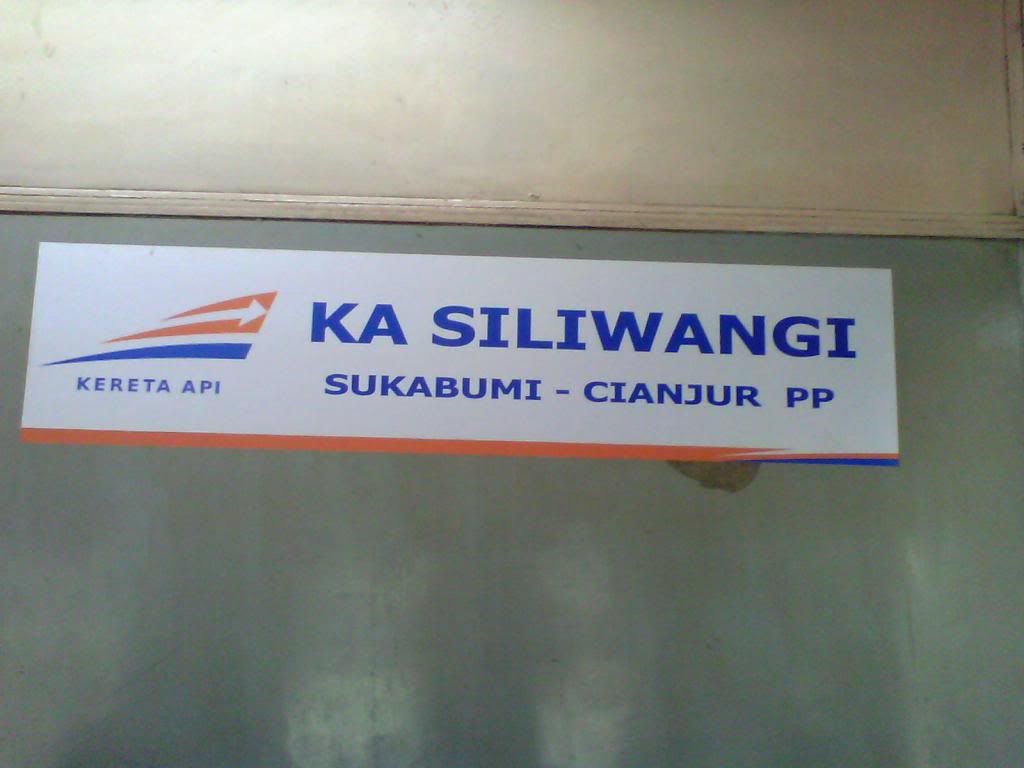 KA SILIWANGI
SUKABUMI - CIANJUR PP
KERETA API